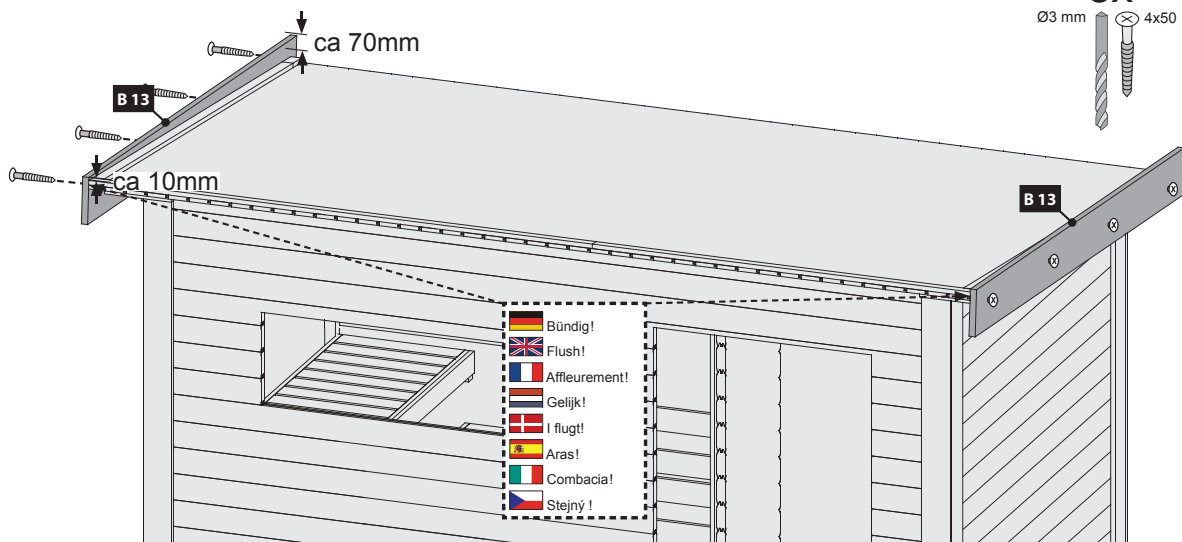 Ø3 mm
4x50
ca 70mm
B 13
ca 10mm
B 13
Bündig!
Flush!
Affleurement!
Gelijk!
I flugt!
Aras!
Combacia!
Stejný !